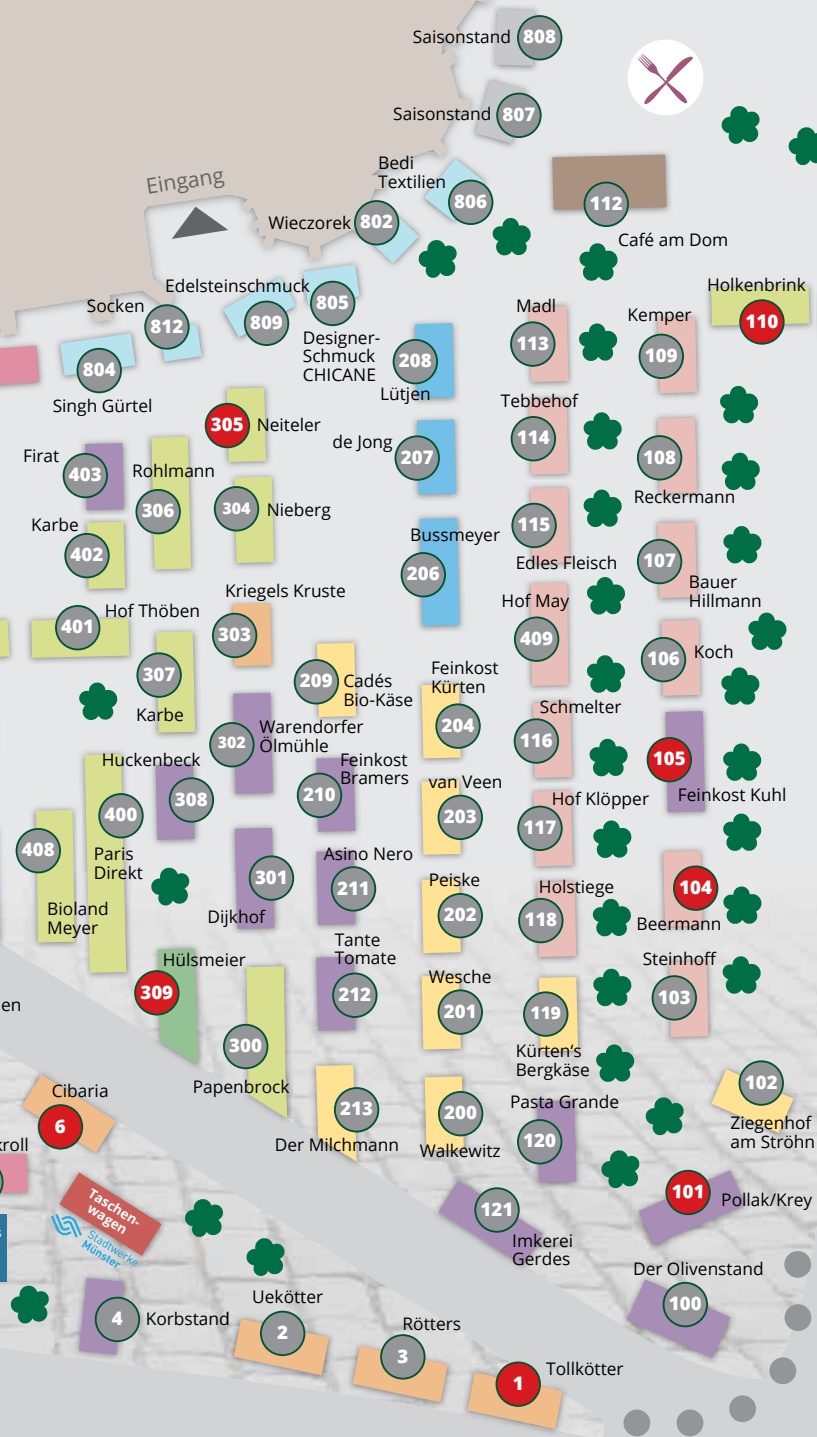 Saisonstand 808
Saisonstand 807
Bedi
Textilien
806
Eingang
Wieczorek 802
112
Café am Dom
Edelsteinschmuck
Socken
812
809
805
Designer-
Schmuck
CHICANE
804
Singh Gürtel
Holkenbrink
110
Madl
113
Kemper
109
208
Lütjen
305 Neiteler
Tebbehof
114
de Jong 207
108
Reckermann
Firat
403
Rohlmann
306
304 Nieberg
Karbe
402
115
Edles Fleisch
Bussmeyer
206
107
Bauer
Hillmann
Hof May
409
Kriegels Kruste
303
Hof Thöben
401
307
Karbe
209 Cadés
Bio-Käse
Feinkost
Kürten
204
106 Koch
Schmelter
116
302 Warendorfer
Ölmühle
105
Feinkost Kuhl
Huckenbeck
308
Feinkost
Bramers
210
van Veen
203
Hof Klöpper
117
400
Paris
Direkt
408
Bioland
Meyer
301
Dijkhof
Asino Nero
211
Peiske
202
Holstiege
118
104
Beermann
Hülsmeier
309
Tante
Tomate
212
Wesche
201
119
Kürten‘s
Bergkäse
Steinhoff
103
en
300
Papenbrock
213
Der Milchmann
200
Walkewitz
Pasta Grande
120
102
Ziegenhof
am Ströhn
Cibaria
6
kroll
Taschen-
wagen
Stadtwerke
Münster
s
121
Imkerei
Gerdes
101 Pollak/Krey
Der Olivenstand
100
4 Korbstand
Uekötter
2
Rötters
3
1 Tollkötter